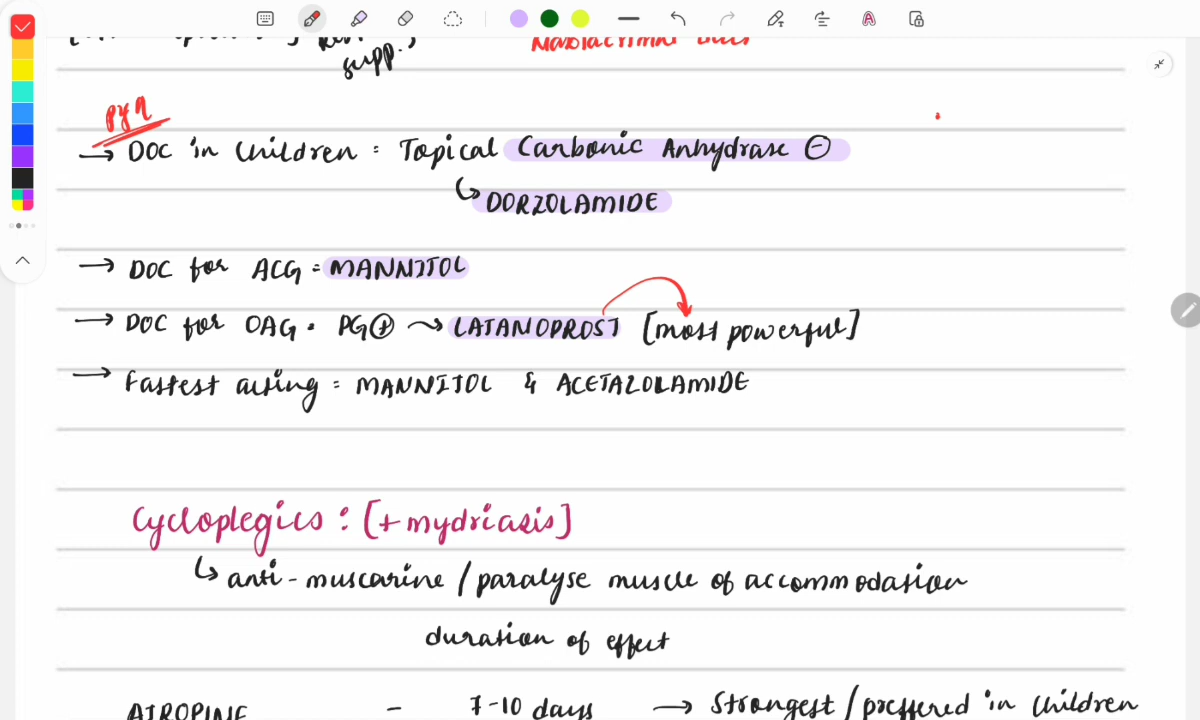 supp.
PYQ
→ DOC in children = Topical Carbonic Anhydrase ⊖
↳ DORZOLAMIDE
→ DOC for ACG = MANNITOL
→ DOC for OAG = PG⊕ ⤳ LATANOPROST [most powerful]
→ Fastest acting = MANNITOL & ACETAZOLAMIDE
Cycloplegics : [+ mydriasis]
↳ anti-muscarine / paralyse muscle of accommodation
duration of effect
ATROPINE - 7-10 days → Strongest / preffered in children